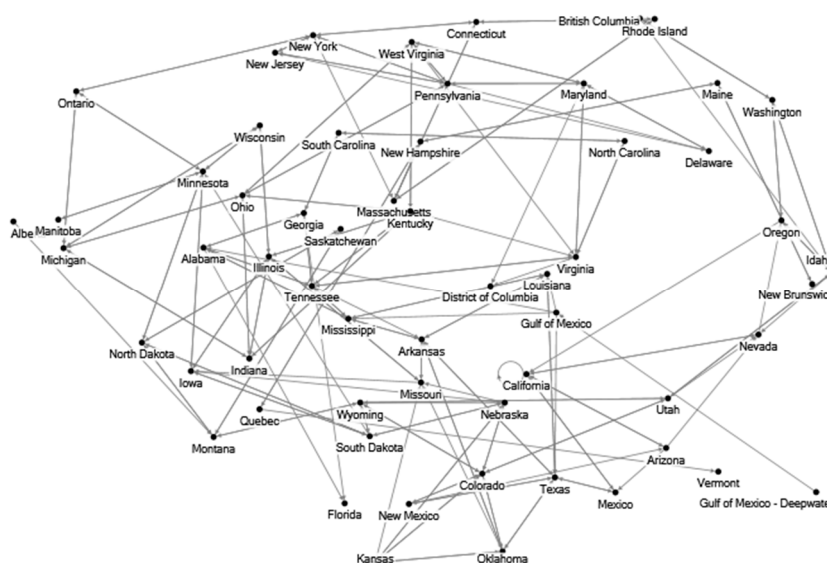 British Columbia
Rhode Island
Connecticut
New York
West Virginia
New Jersey
Pennsylvania
Maryland
Maine
Ontario
Washington
Wisconsin
South Carolina
New Hampshire
North Carolina
Delaware
Minnesota
Ohio
Massachusetts
Kentucky
Manitoba
Georgia
Albe
Saskatchewan
Oregon
Michigan
Alabama
Illinois
Virginia
Idah
Tennessee
District of Columbia
Louisiana
New Brunswic
Mississippi
Gulf of Mexico
Nevada
North Dakota
Arkansas
Indiana
Iowa
Missouri
California
Wyoming
Nebraska
Utah
Quebec
Montana
South Dakota
Arizona
Colorado
Texas
Vermont
Mexico
Gulf of Mexico - Deepwate
Florida
New Mexico
Kansas
Oklahoma